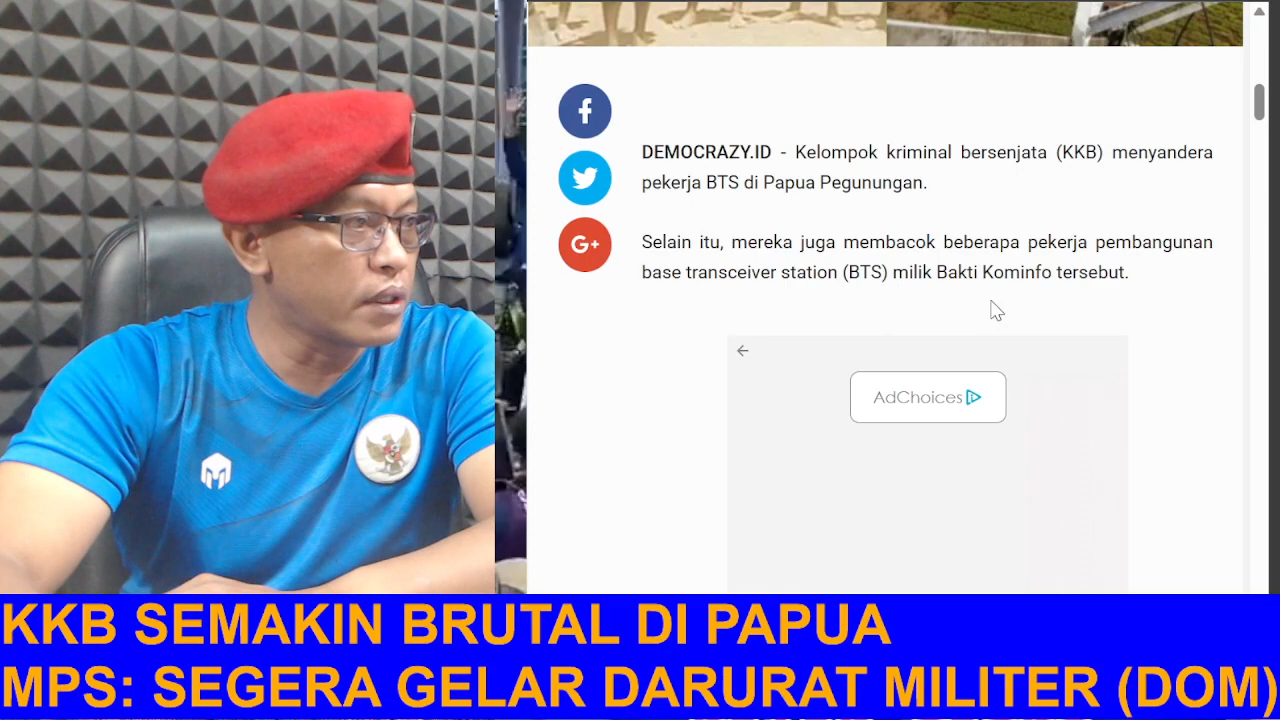 DEMOCRAZY.ID - Kelompok kriminal bersenjata (KKB) menyandera
pekerja BTS di Papua Pegunungan.
Selain itu, mereka juga membacok beberapa pekerja pembangunan
base transceiver station (BTS) milik Bakti Kominfo tersebut.
AdChoices
KKB SEMAKIN BRUTAL DI PAPUA
MPS: SEGERA GELAR DARURAT MILITER (DOM)